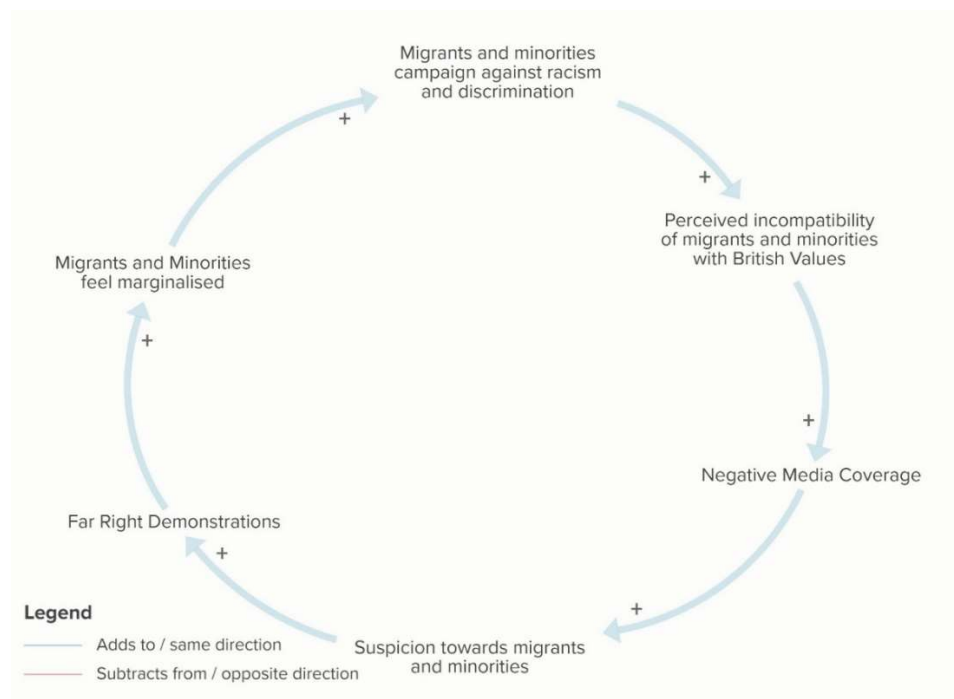 Migrants and minorities
campaign against racism
and discrimination
+
+
Perceived incompatibility
of migrants and minorities
with British Values
Migrants and Minorities
feel marginalised
+
+
Negative Media Coverage
Far Right Demonstrations
+
+
Suspicion towards migrants
and minorities
Legend
Adds to / same direction
Subtracts from / opposite direction